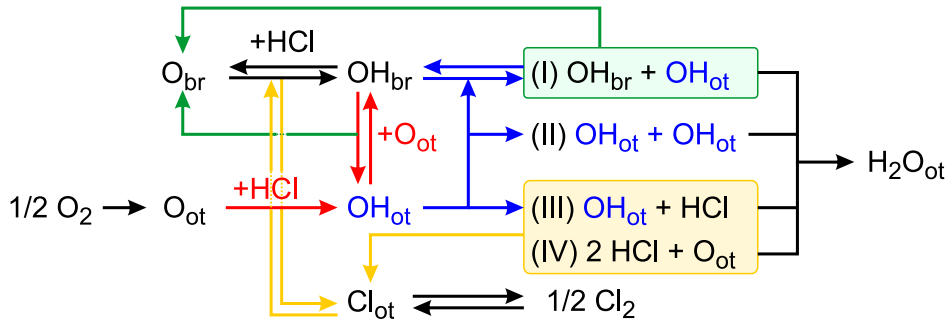 +HCl
O_br OH_br (I) OH_br + OH_ot
+O_ot (II) OH_ot + OH_ot
H₂O_ot
+HCl
1/2 O₂ O_ot OH_ot (III) OH_ot + HCl
(IV) 2 HCl + O_ot
Cl_ot 1/2 Cl₂